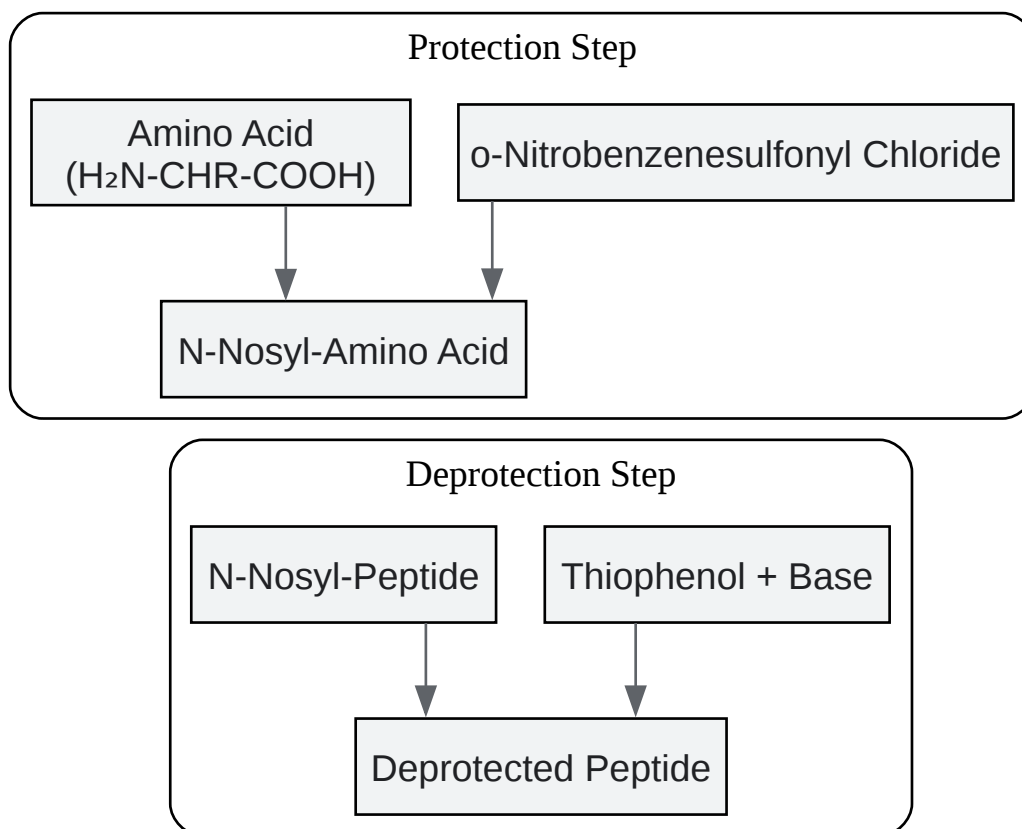 Protection Step
Amino Acid
(H₂N-CHR-COOH)
o-Nitrobenzenesulfonyl Chloride
N-Nosyl-Amino Acid
Deprotection Step
N-Nosyl-Peptide
Thiophenol + Base
Deprotected Peptide